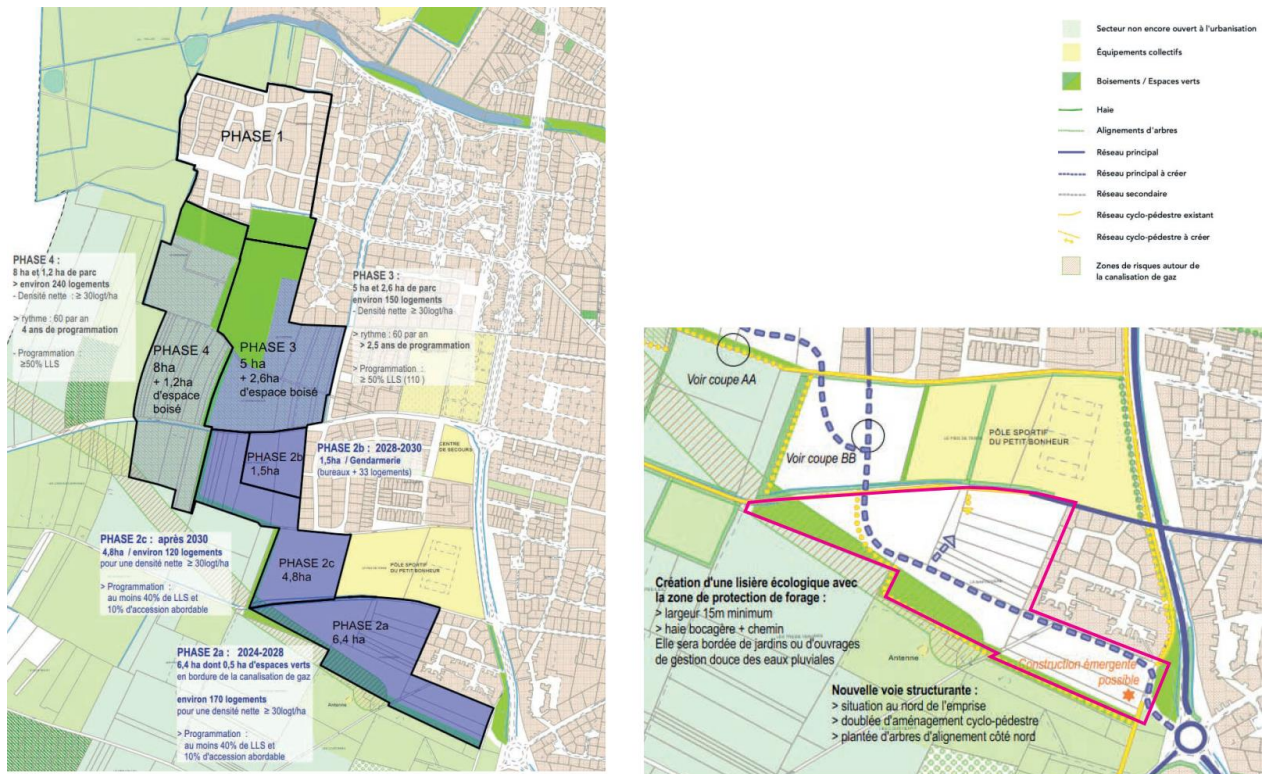 PHASE 1
PHASE 4 :
8 ha et 1,2 ha de parc
> environ 240 logements
- Densité nette : ≥ 30logt/ha
> rythme : 60 par an
4 ans de programmation
- Programmation :
≥50% LLS
PHASE 3 :
5 ha et 2,6 ha de parc
environ 150 logements
- Densité nette : ≥ 30logt/ha
> rythme : 60 par an
> 2,5 ans de programmation
> Programmation :
≥ 50% LLS (110 )
PHASE 4
8ha
+ 1,2ha
d'espace
boisé
PHASE 3
5 ha
+ 2,6ha
d'espace boisé
PHASE 2b
1,5ha
PHASE 2b : 2028-2030
1,5ha / Gendarmerie
(bureaux + 33 logements)
CENTRE
DE SECOURS
PHASE 2c : après 2030
4,8ha / environ 120 logements
pour une densité nette ≥ 30logt/ha
> Programmation :
au moins 40% de LLS et
10% d'accession abordable
PHASE 2c
4,8ha
PÔLE SPORTIF
DU PETIT BONHEUR
PHASE 2a
6,4 ha
PHASE 2a : 2024-2028
6,4 ha dont 0,5 ha d'espaces verts
en bordure de la canalisation de gaz
environ 170 logements
pour une densité nette ≥ 30logt/ha
> Programmation :
au moins 40% de LLS et
10% d'accession abordable
Antenne
Secteur non encore ouvert à l'urbanisation
Équipements collectifs
Boisements / Espaces verts
Haie
Alignements d'arbres
Réseau principal
Réseau principal à créer
Réseau secondaire
Réseau cyclo-pédestre existant
Réseau cyclo-pédestre à créer
Zones de risques autour de
la canalisation de gaz
Voir coupe AA
Voir coupe BB
PÔLE SPORTIF
DU PETIT BONHEUR
Création d'une lisière écologique avec
la zone de protection de forage :
> largeur 15m minimum
> haie bocagère + chemin
Elle sera bordée de jardins ou d'ouvrages
de gestion douce des eaux pluviales
Antenne
Construction émergente
possible
Nouvelle voie structurante :
> situation au nord de l'emprise
> doublée d'aménagement cyclo-pédestre
> plantée d'arbres d'alignement côté nord